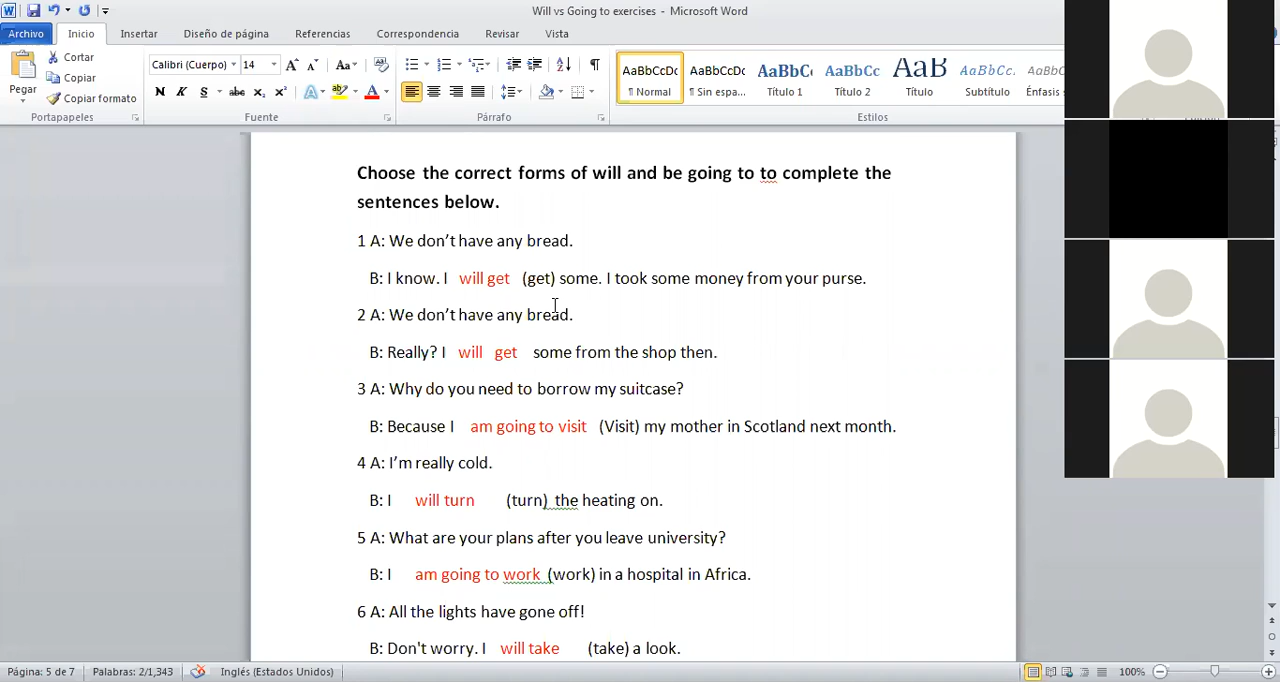 Will vs Going to exercises - Microsoft Word
Archivo Inicio Insertar Diseño de página Referencias Correspondencia Revisar Vista
Pegar
Cortar
Copiar
Copiar formato
Portapapeles
Calibri (Cuerpo) 14
Fuente
Párrafo
AaBbCcDc AaBbCcDc AaBbC AaBbCc AaB AaBbCc AaBbCc
¶ Normal ¶ Sin espa... Título 1 Título 2 Título Subtítulo Énfasis
Estilos
Choose the correct forms of will and be going to to complete the
sentences below.
1 A: We don’t have any bread.
B: I know. I will get (get) some. I took some money from your purse.
2 A: We don’t have any bread.
B: Really? I will get some from the shop then.
3 A: Why do you need to borrow my suitcase?
B: Because I am going to visit (Visit) my mother in Scotland next month.
4 A: I’m really cold.
B: I will turn (turn) the heating on.
5 A: What are your plans after you leave university?
B: I am going to work (work) in a hospital in Africa.
6 A: All the lights have gone off!
B: Don't worry. I will take (take) a look.
Página: 5 de 7 Palabras: 2/1,343 Inglés (Estados Unidos) 100%